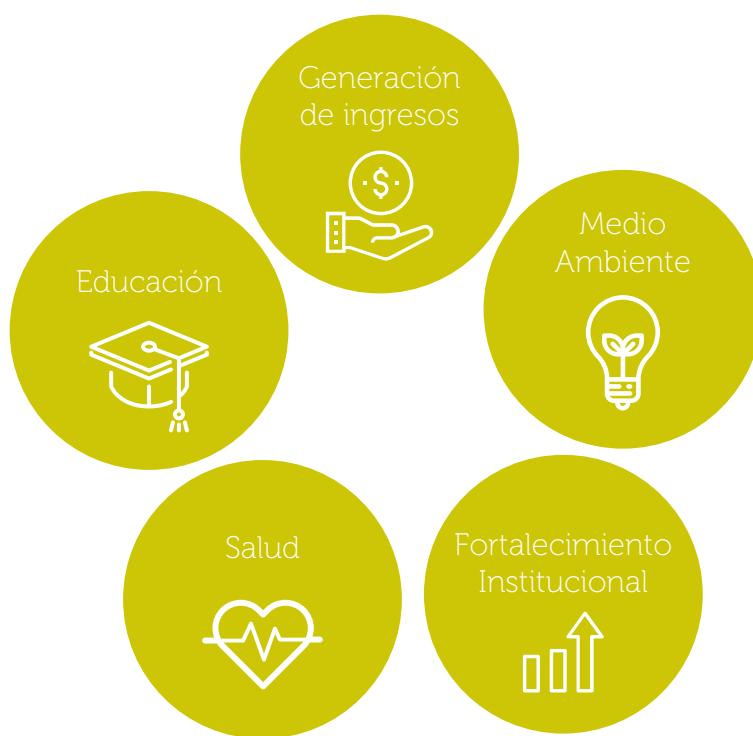 Generación
de ingresos
$
Medio
Ambiente
Educación
Salud
Fortalecimiento
Institucional